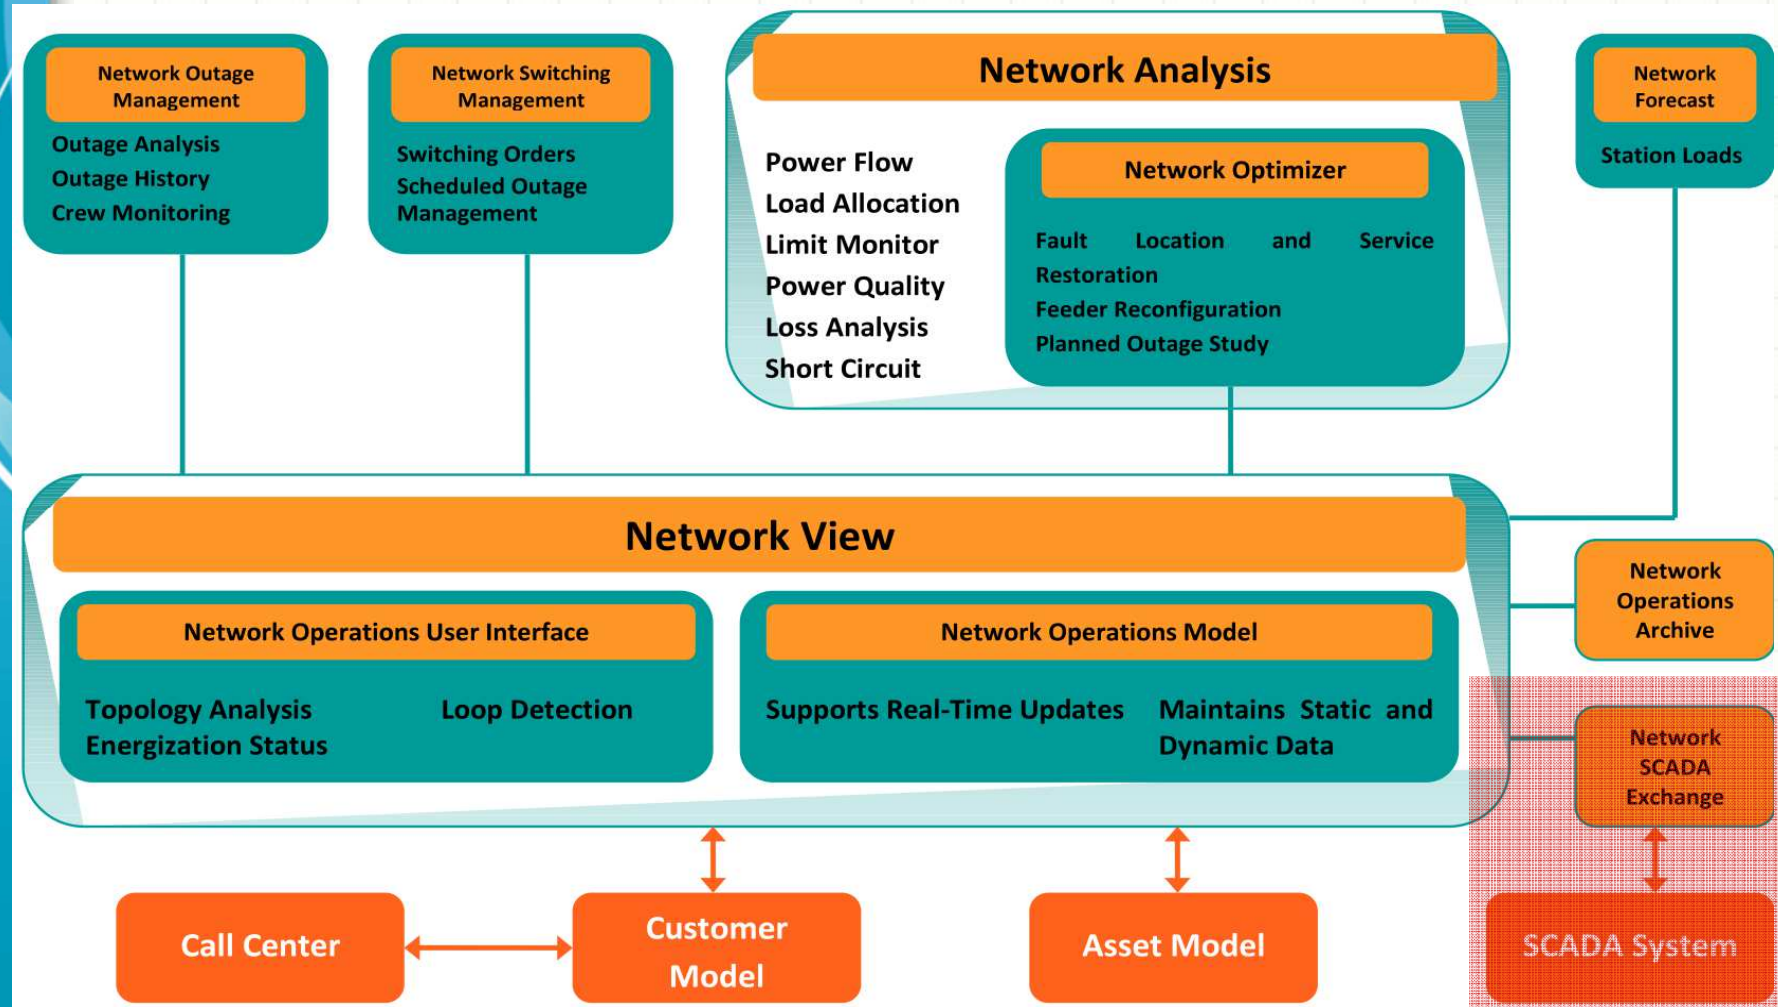 Network Outage
Management
Outage Analysis
Outage History
Crew Monitoring
Network Switching
Management
Switching Orders
Scheduled Outage
Management
Network Analysis
Power Flow
Load Allocation
Limit Monitor
Power Quality
Loss Analysis
Short Circuit
Network Optimizer
Fault Location and Service
Restoration
Feeder Reconfiguration
Planned Outage Study
Network
Forecast
Station Loads
Network View
Network Operations User Interface
Topology Analysis
Energization Status
Loop Detection
Network Operations Model
Supports Real-Time Updates
Maintains Static and
Dynamic Data
Network
Operations
Archive
Network
SCADA
Exchange
Call Center
Customer
Model
Asset Model
SCADA System